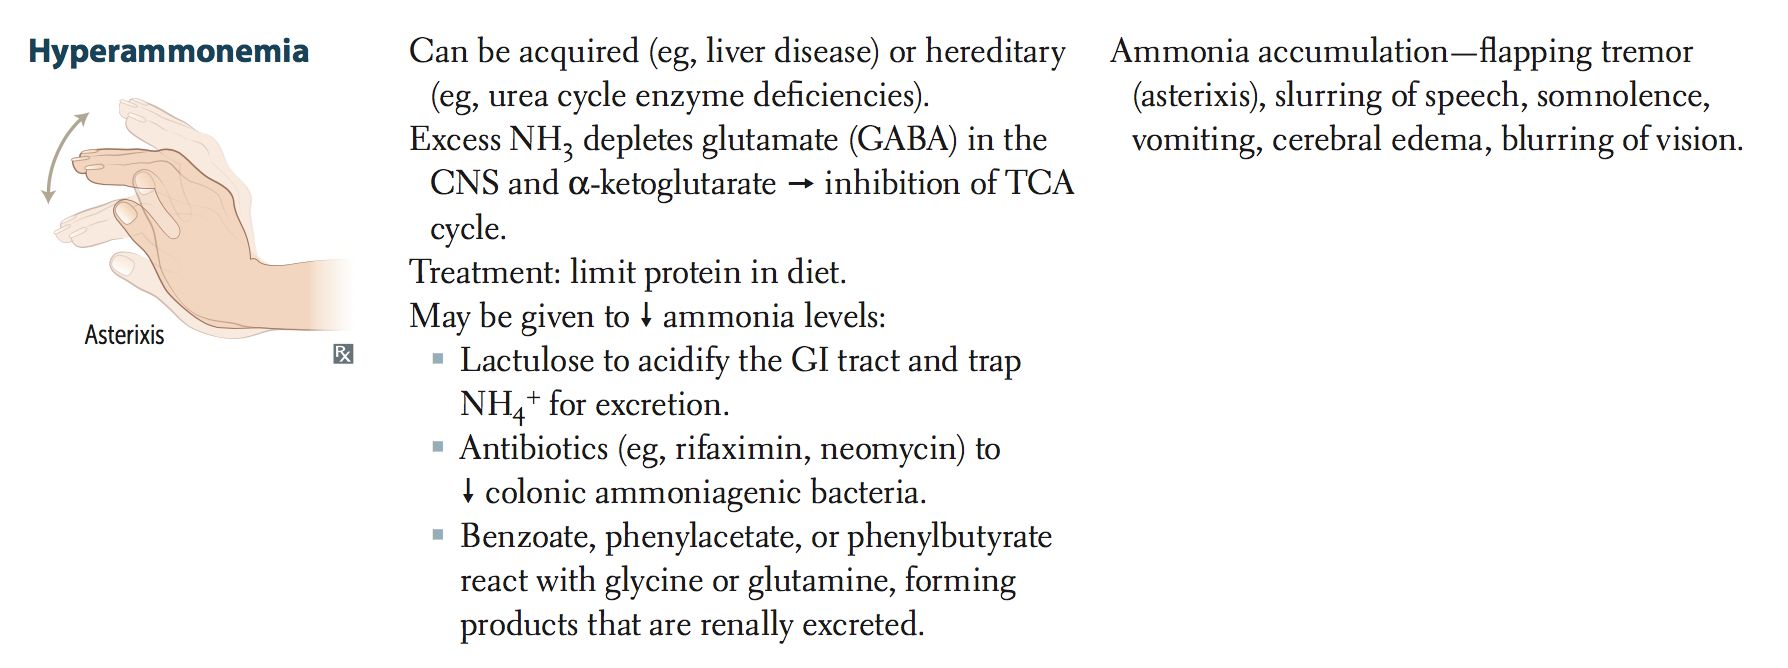 Hyperammonemia
Asterixis
Rx
Can be acquired (eg, liver disease) or hereditary
(eg, urea cycle enzyme deficiencies).
Excess NH₃ depletes glutamate (GABA) in the
CNS and α-ketoglutarate → inhibition of TCA
cycle.
Treatment: limit protein in diet.
May be given to ↓ ammonia levels:
▪ Lactulose to acidify the GI tract and trap
NH₄⁺ for excretion.
▪ Antibiotics (eg, rifaximin, neomycin) to
↓ colonic ammoniagenic bacteria.
▪ Benzoate, phenylacetate, or phenylbutyrate
react with glycine or glutamine, forming
products that are renally excreted.
Ammonia accumulation—flapping tremor
(asterixis), slurring of speech, somnolence,
vomiting, cerebral edema, blurring of vision.